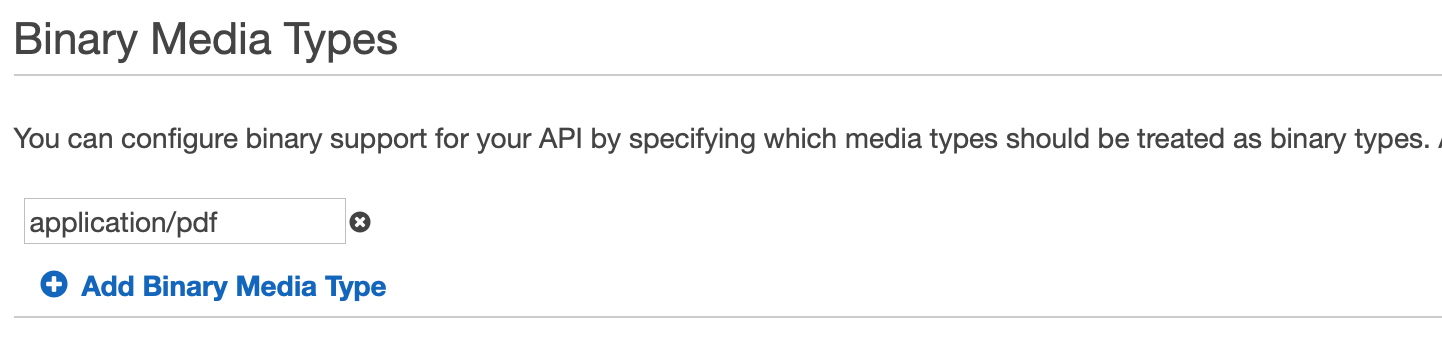 Binary Media Types
You can configure binary support for your API by specifying which media types should be treated as binary types.
application/pdf
Add Binary Media Type